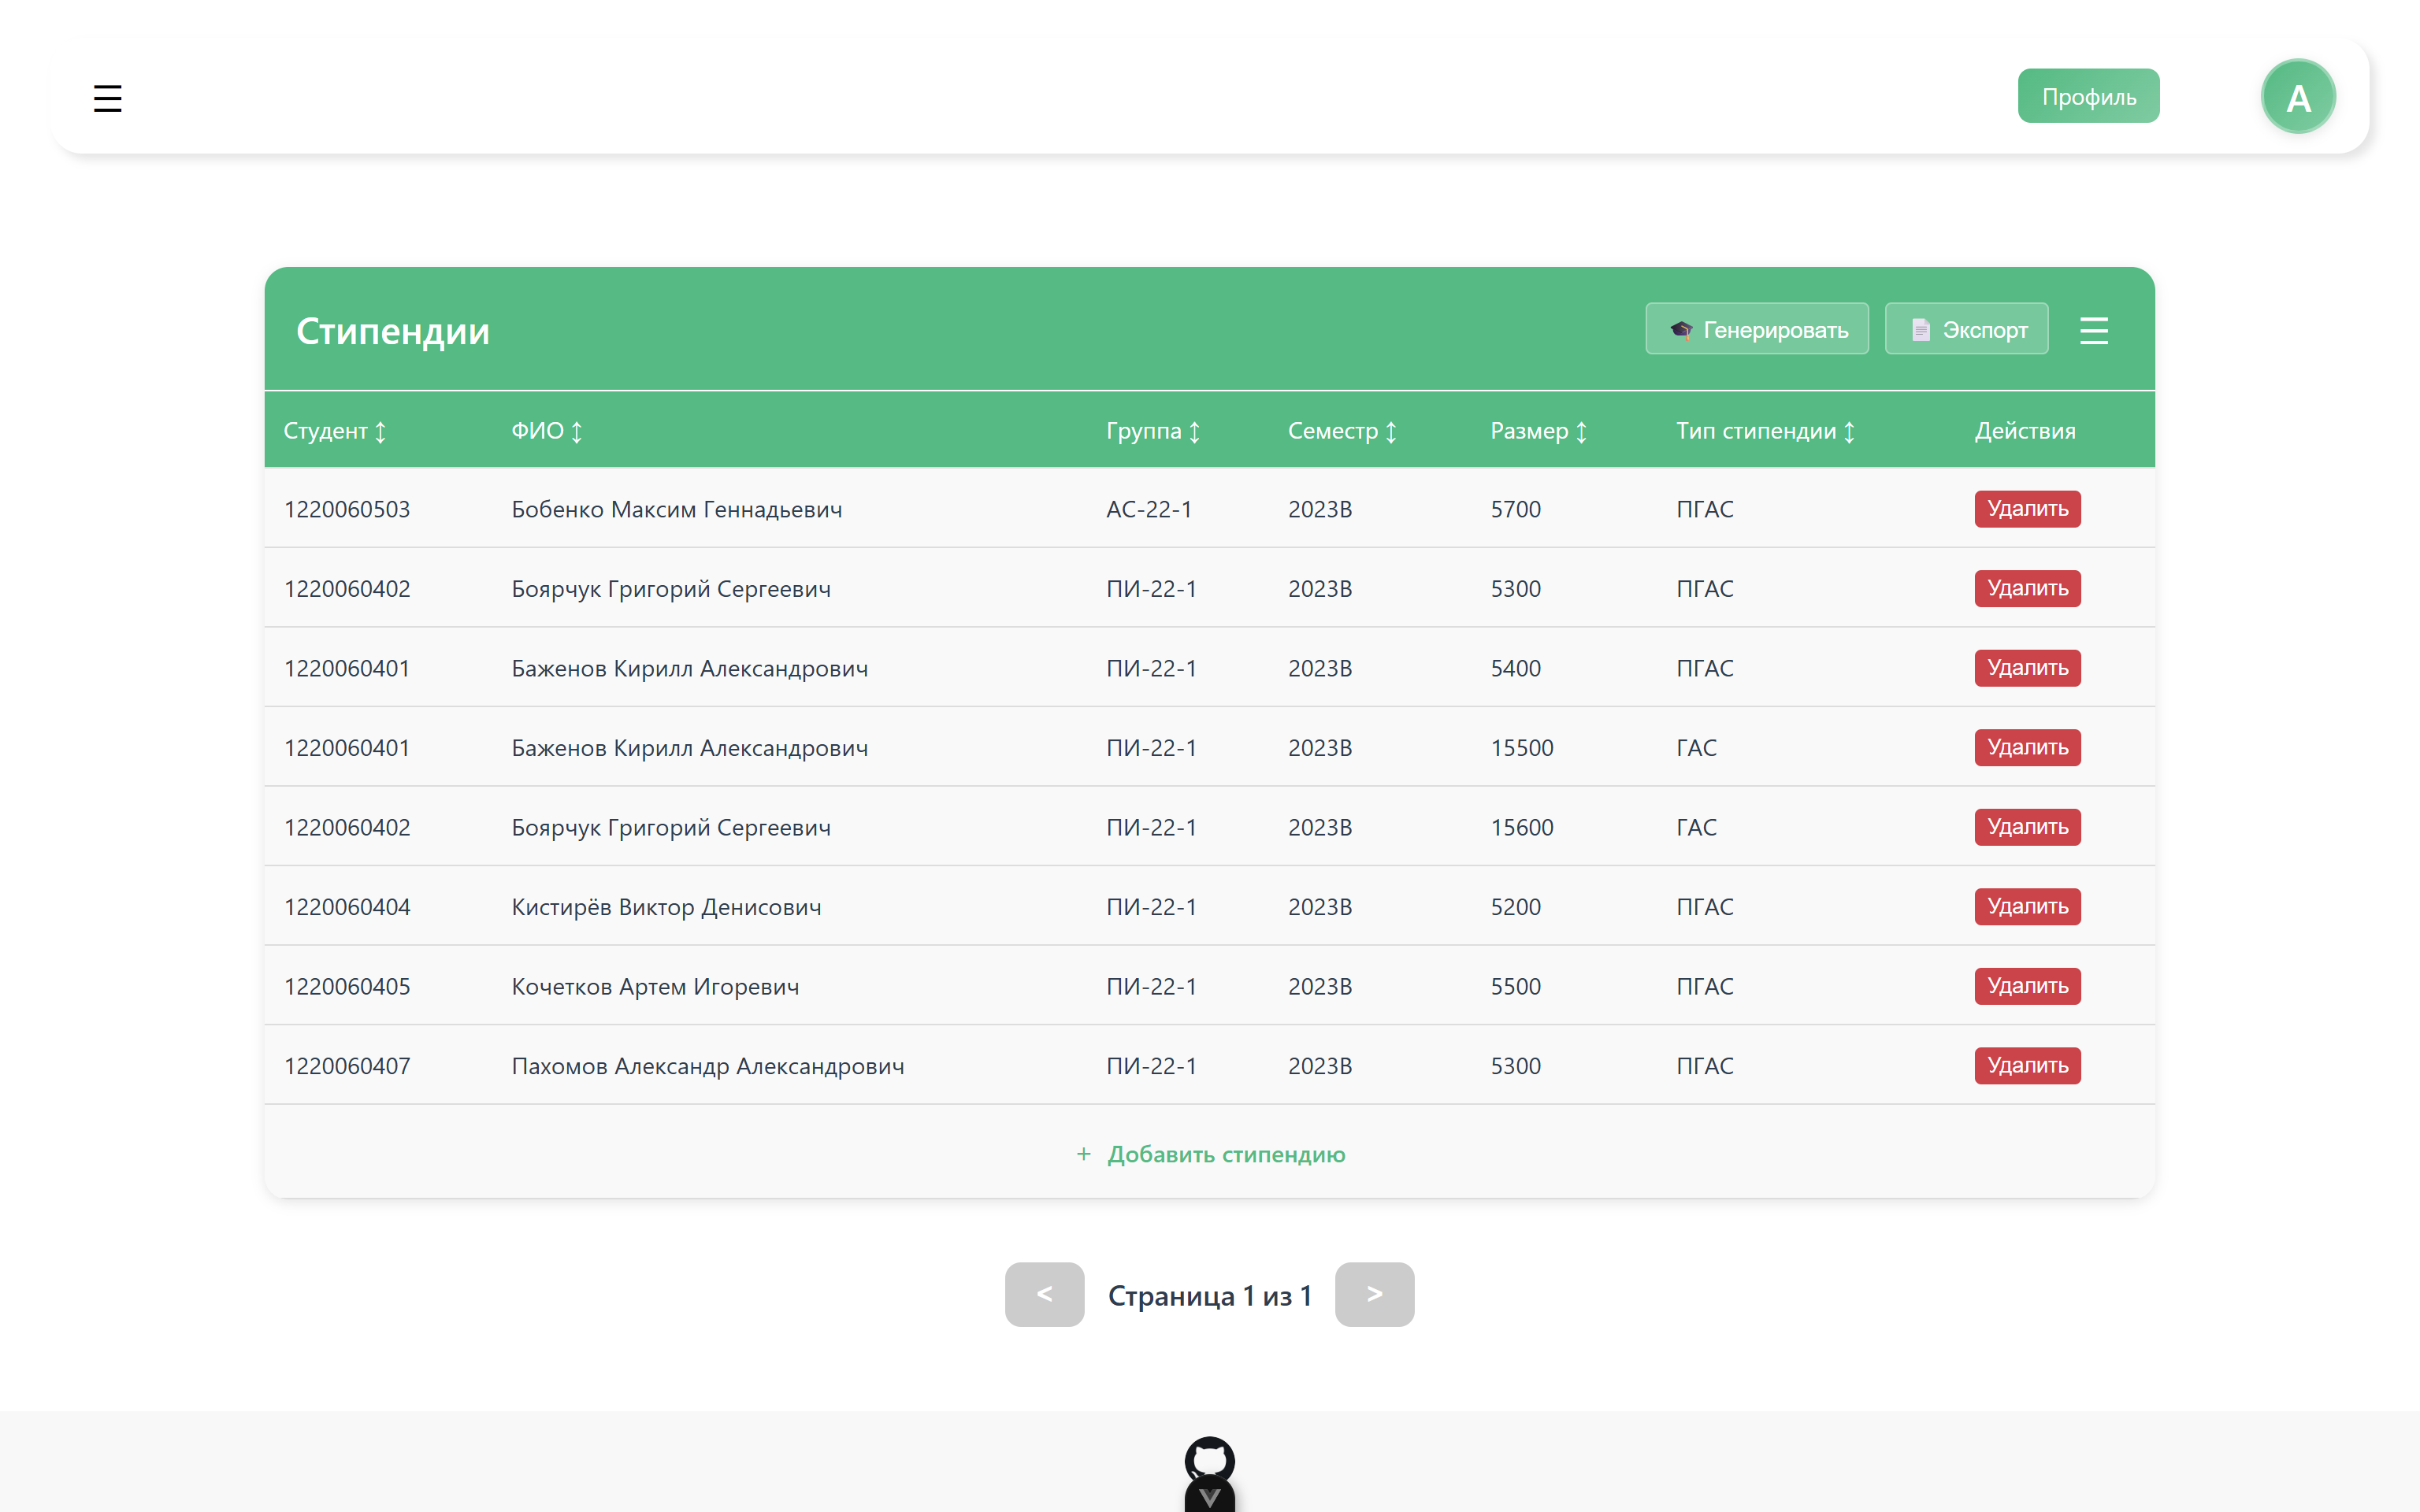 ☰ Профиль A
Стипендии 🎓 Генерировать 📄 Экспорт ☰
Студент ↕ ФИО ↕ Группа ↕ Семестр ↕ Размер ↕ Тип стипендии ↕ Действия
1220060503 Бобенко Максим Геннадьевич АС-22-1 2023В 5700 ПГАС Удалить
1220060402 Боярчук Григорий Сергеевич ПИ-22-1 2023В 5300 ПГАС Удалить
1220060401 Баженов Кирилл Александрович ПИ-22-1 2023В 5400 ПГАС Удалить
1220060401 Баженов Кирилл Александрович ПИ-22-1 2023В 15500 ГАС Удалить
1220060402 Боярчук Григорий Сергеевич ПИ-22-1 2023В 15600 ГАС Удалить
1220060404 Кистирёв Виктор Денисович ПИ-22-1 2023В 5200 ПГАС Удалить
1220060405 Кочетков Артем Игоревич ПИ-22-1 2023В 5500 ПГАС Удалить
1220060407 Пахомов Александр Александрович ПИ-22-1 2023В 5300 ПГАС Удалить
+ Добавить стипендию
< Страница 1 из 1 >